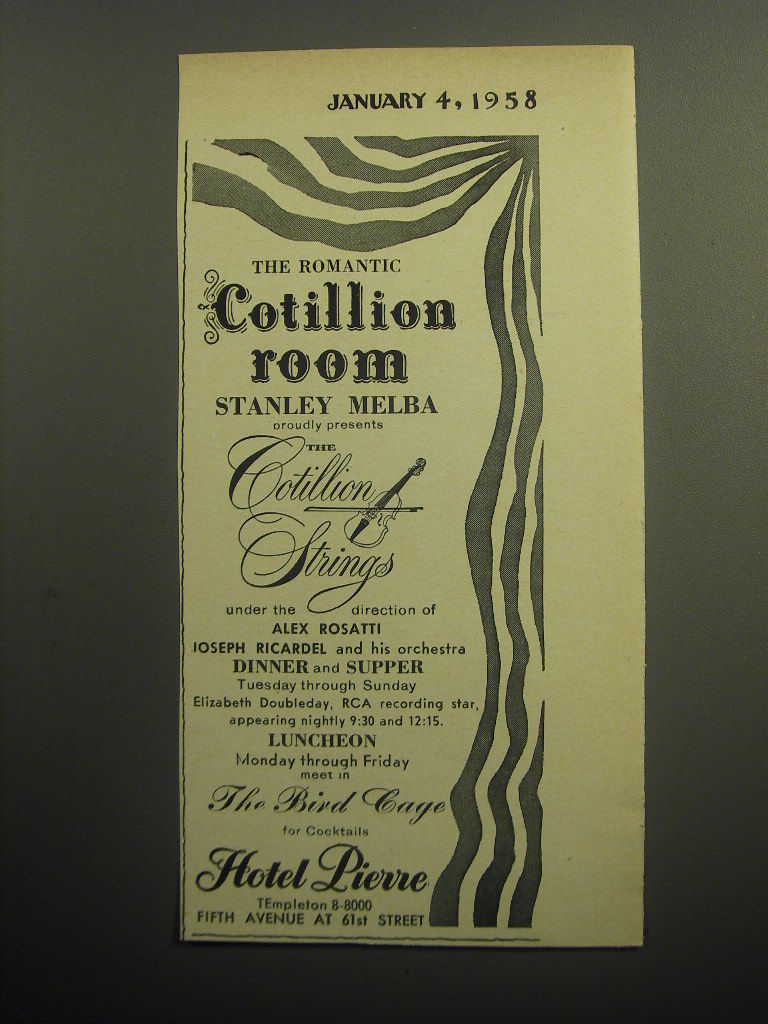 JANUARY 4, 1958
THE ROMANTIC
Cotillion
room
STANLEY MELBA
proudly presents
THE
Cotillion
Strings
under the direction of
ALEX ROSATTI
JOSEPH RICARDEL and his orchestra
DINNER and SUPPER
Tuesday through Sunday
Elizabeth Doubleday, RCA recording star,
appearing nightly 9:30 and 12:15.
LUNCHEON
Monday through Friday
meet in
The Bird Cage
for Cocktails
Hotel Pierre
TEmpleton 8-8000
FIFTH AVENUE AT 61st STREET